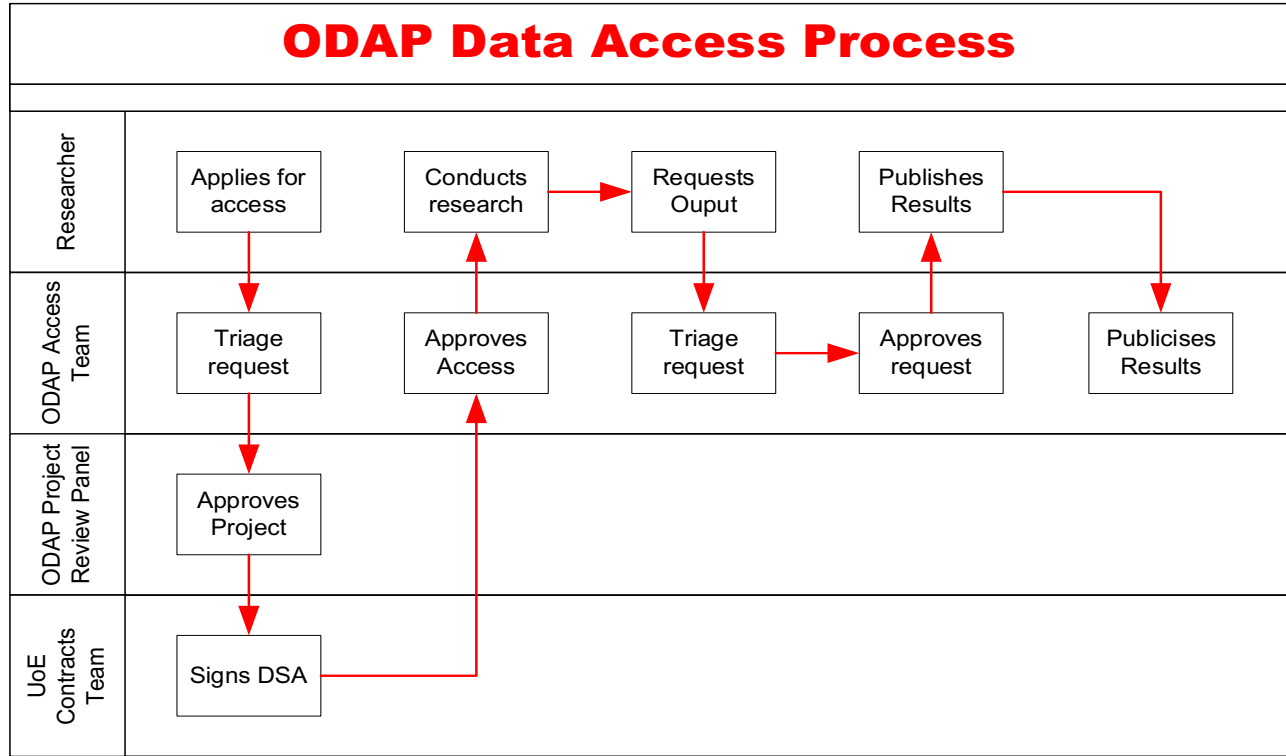 ODAP Data Access Process
Researcher
Applies for
access
Conducts
research
Requests
Ouput
Publishes
Results
ODAP Access
Team
Triage
request
Approves
Access
Triage
request
Approves
request
Publicises
Results
ODAP Project
Review Panel
Approves
Project
UoE
Contracts
Team
Signs DSA